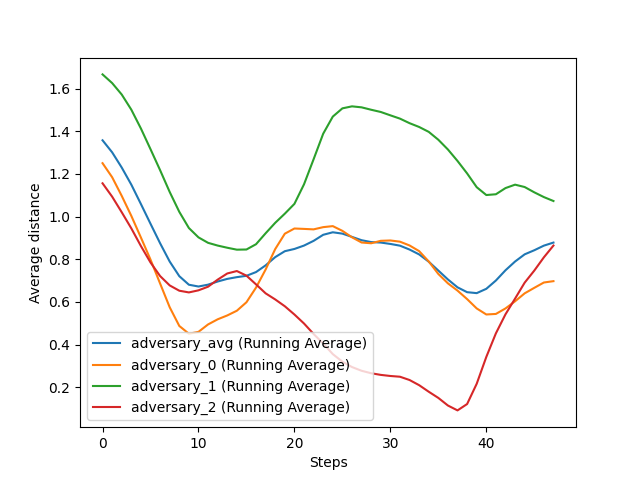 1.6
1.4
1.2
1.0
0.8
0.6
0.4
0.2
Average distance
adversary_avg (Running Average)
adversary_0 (Running Average)
adversary_1 (Running Average)
adversary_2 (Running Average)
0 10 20 30 40
Steps